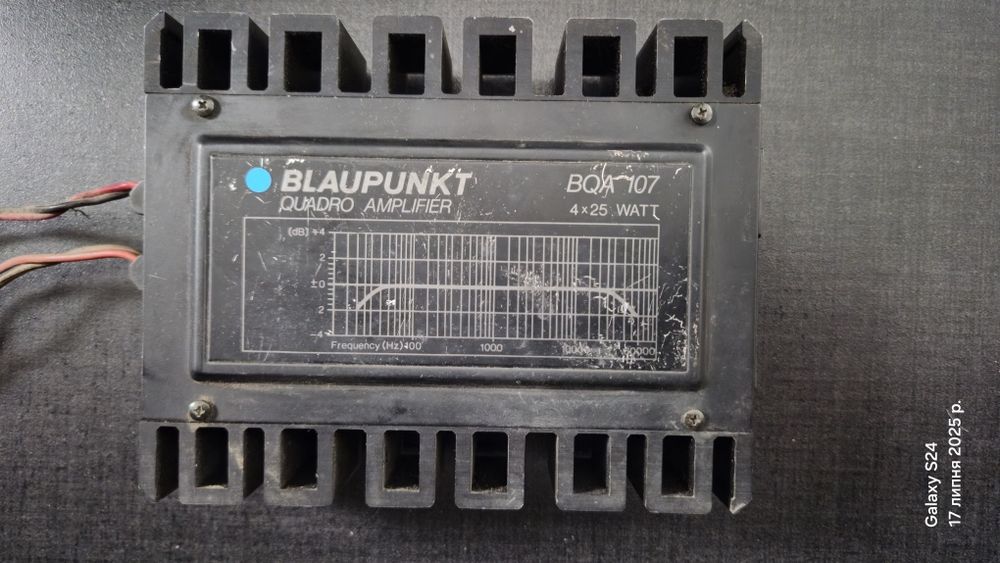 BLAUPUNKT
QUADRO AMPLIFIER
BQA 107
4×25 WATT
(dB) +4
2
±0
2
-4
Frequency (Hz) 100 1000 10000
Galaxy S24
17 липня 2025 р.